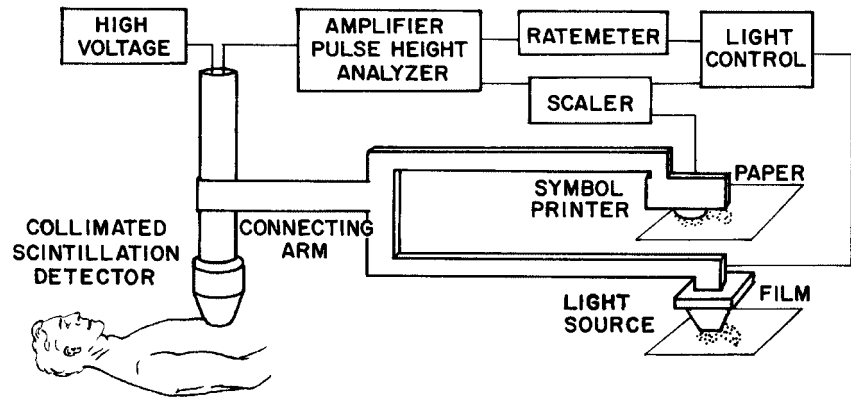 HIGH
VOLTAGE
AMPLIFIER
PULSE HEIGHT
ANALYZER
RATEMETER
LIGHT
CONTROL
SCALER
PAPER
SYMBOL
PRINTER
COLLIMATED
SCINTILLATION
DETECTOR
CONNECTING
ARM
LIGHT
SOURCE
FILM